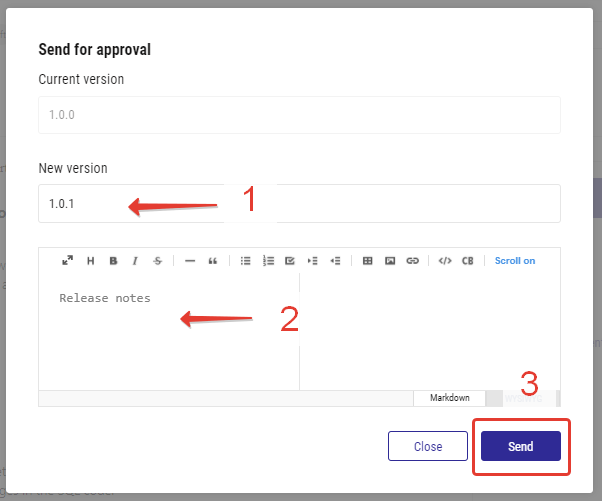 Send for approval
Current version
1.0.0
New version
1.0.1
1
H B I S “ </> CB Scroll on
Release notes
2
Markdown
3
Close Send